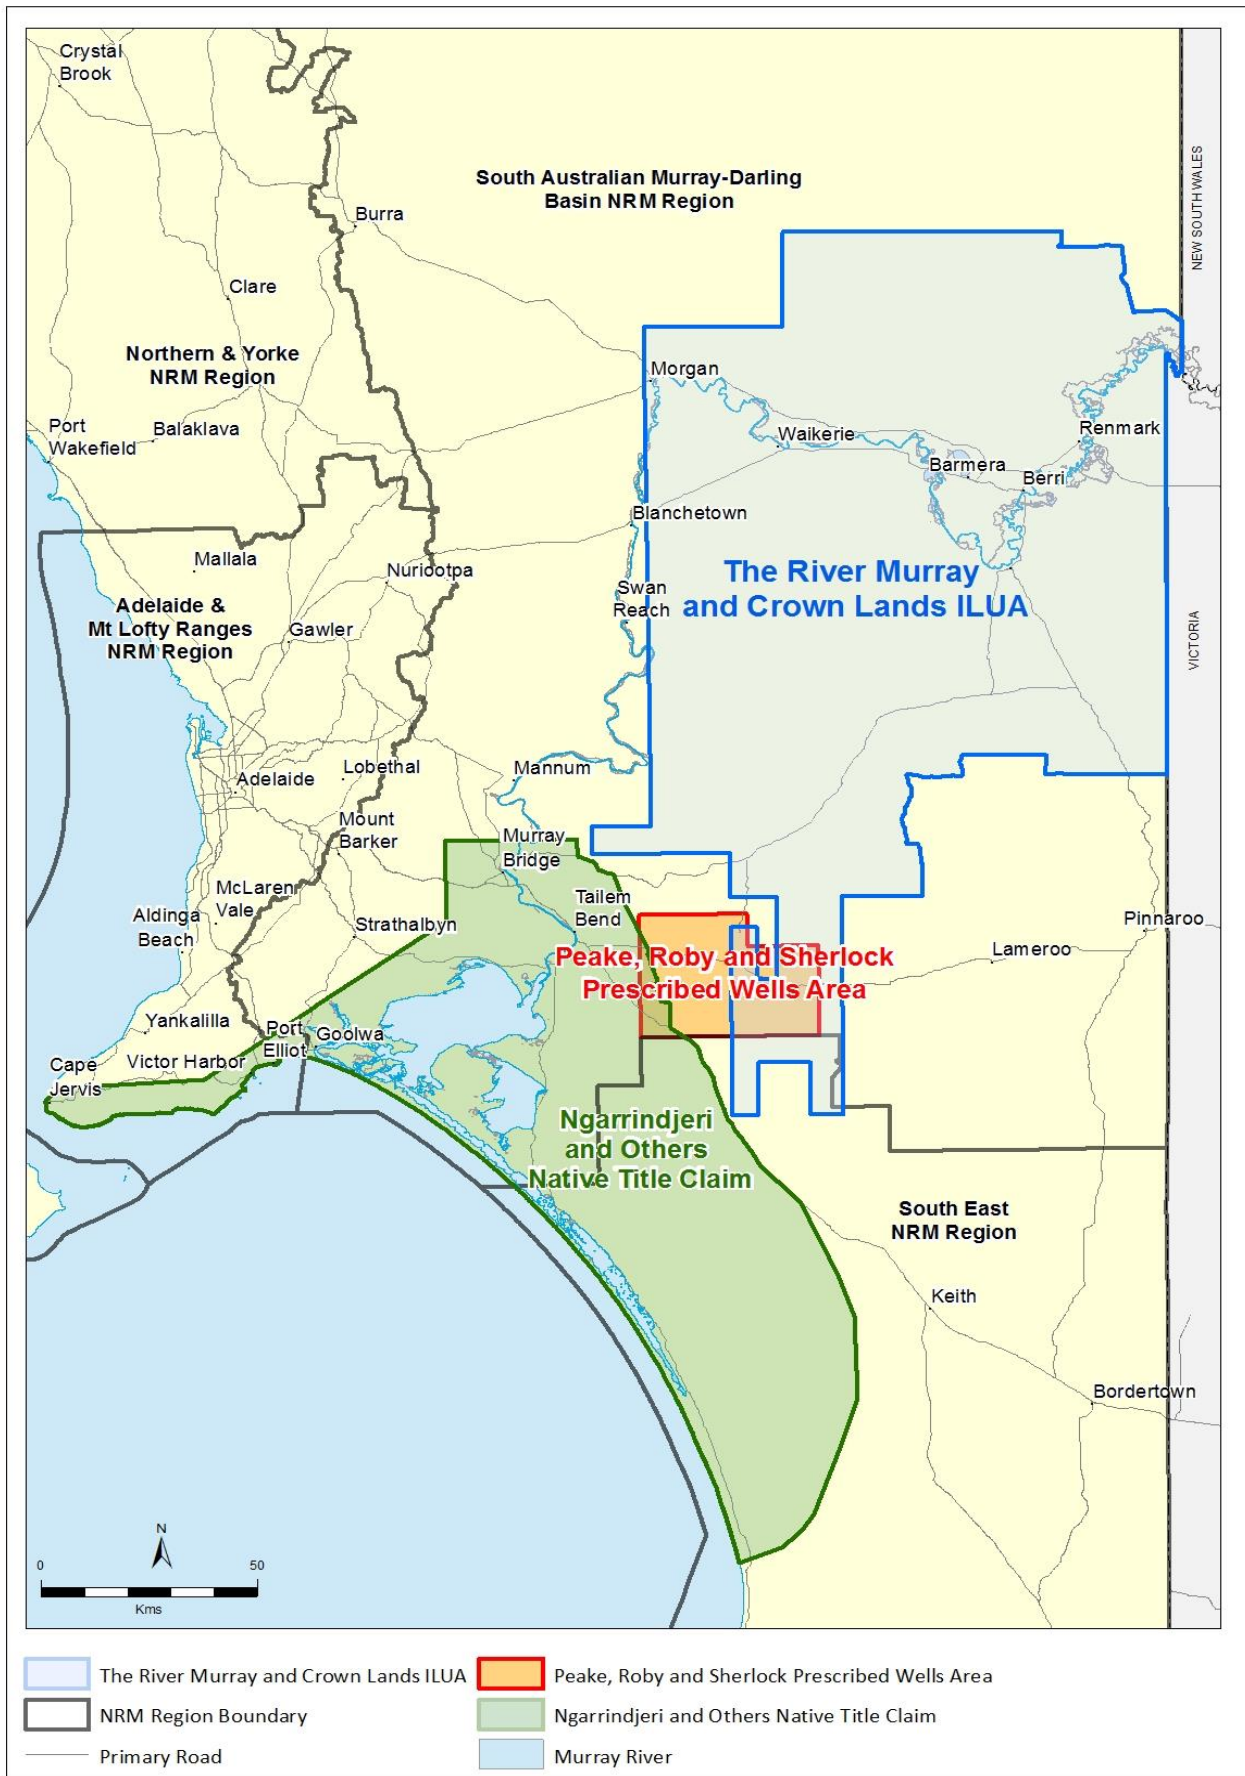 Crystal
Brook
South Australian Murray-Darling
Basin NRM Region
NEW SOUTH WALES
Burra
Clare
Northern & Yorke
NRM Region
Morgan
Port
Wakefield
Balaklava
Waikerie
Renmark
Barmera
Berri
Blanchetown
Mallala
Nuriootpa
The River Murray
and Crown Lands ILUA
Swan
Reach
Adelaide &
Mt Lofty Ranges
NRM Region
Gawler
VICTORIA
Adelaide
Lobethal
Mannum
Mount
Barker
Murray
Bridge
McLaren
Vale
Aldinga
Beach
Strathalbyn
Tailem
Bend
Pinnaroo
Lameroo
Peake, Roby and Sherlock
Prescribed Wells Area
Yankalilla
Port
Elliot
Goolwa
Cape
Jervis
Victor Harbor
Ngarrindjeri
and Others
Native Title Claim
South East
NRM Region
Keith
Bordertown
N
0 50
Kms
The River Murray and Crown Lands ILUA
Peake, Roby and Sherlock Prescribed Wells Area
NRM Region Boundary
Ngarrindjeri and Others Native Title Claim
Primary Road
Murray River